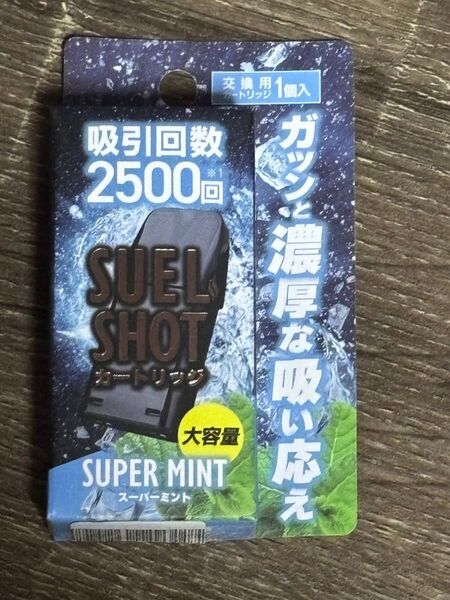 交換用
カートリッジ
1個入
吸引回数
2500回
※1
SUEL
SHOT
カートリッジ
大容量
SUPER MINT
スーパーミント
ガツンと濃厚な吸い応え